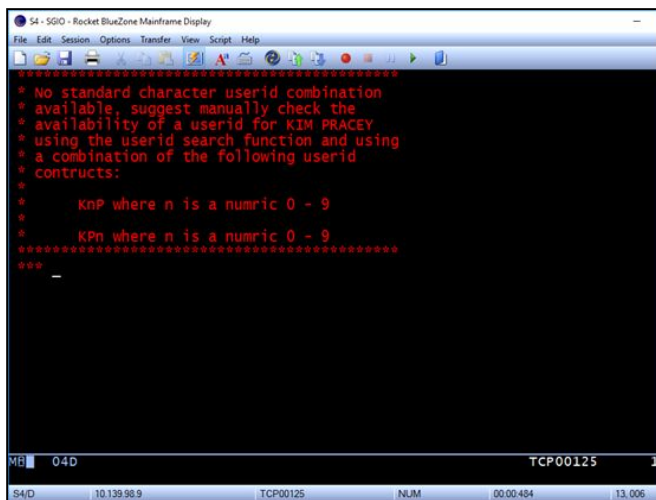 S4 - SGIO - Rocket BlueZone Mainframe Display
File Edit Session Options Transfer View Script Help
********************************************
* No standard character userid combination
* available, suggest manually check the
* availability of a userid for KIM PRACEY
* using the userid search function and using
* a combination of the following userid
* contructs:
*
* KnP where n is a numric 0 - 9
*
* KPn where n is a numric 0 - 9
********************************************
***
04D TCP00125 1
S4/D 10.139.98.9 TCP00125 NUM 00:00:484 13,006